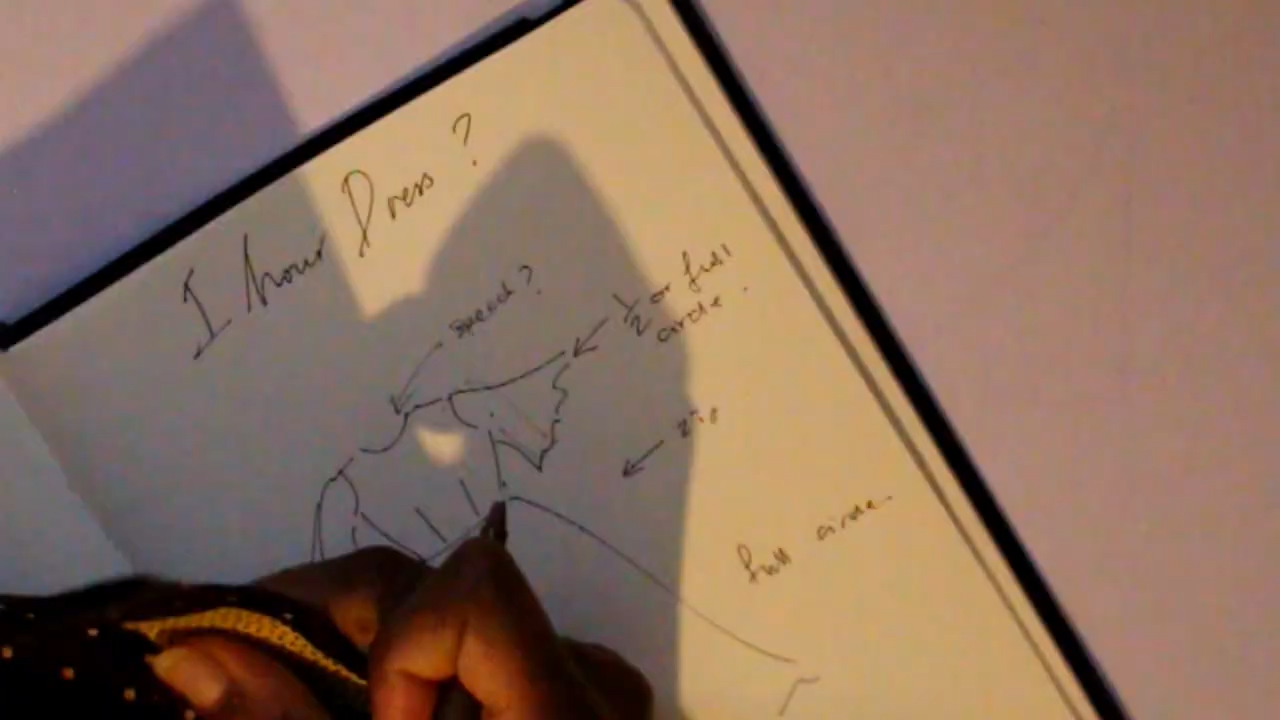 1 hour Dress?
speed?
1/2 or full
circle.
zip
full circle.